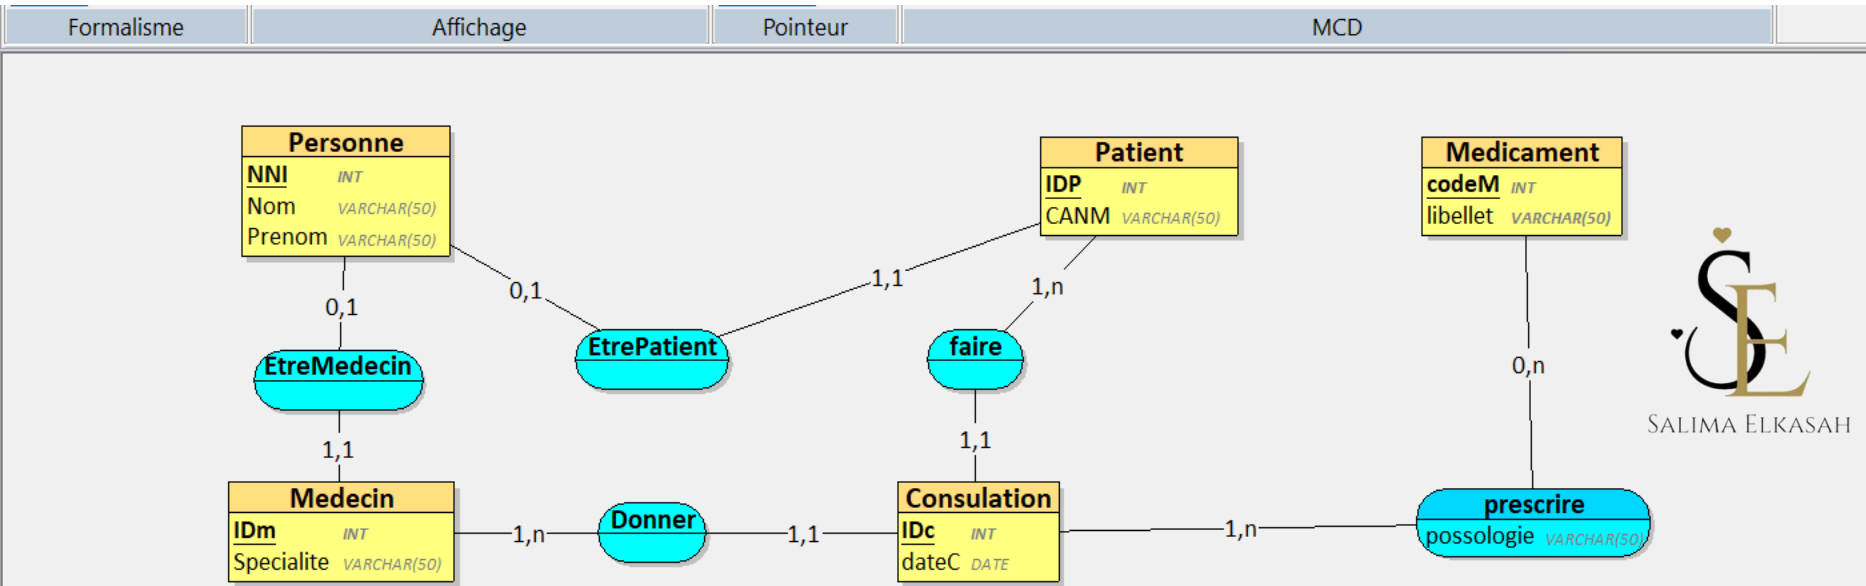 Formalisme Affichage Pointeur MCD
Personne
NNI INT
Nom VARCHAR(50)
Prenom VARCHAR(50)
Patient
IDP INT
CANM VARCHAR(50)
Medicament
codeM INT
libellet VARCHAR(50)
0,1
0,1
1,1
1,n
0,n
EtreMedecin
EtrePatient
faire
SALIMA ELKASAH
1,1
1,1
Medecin
IDm INT
Specialite VARCHAR(50)
1,n
Donner
1,1
Consulation
IDc INT
dateC DATE
1,n
prescrire
possologie VARCHAR(50)